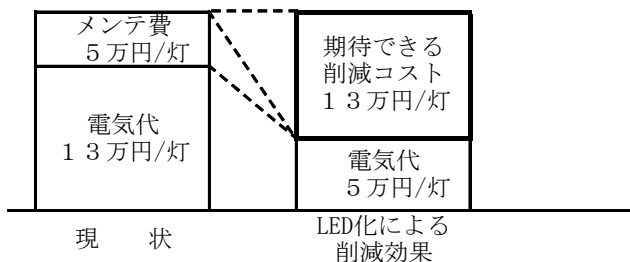 メンテ費
５万円/灯
電気代
１３万円/灯
現　状
期待できる
削減コスト
１３万円/灯
電気代
５万円/灯
LED化による
削減効果